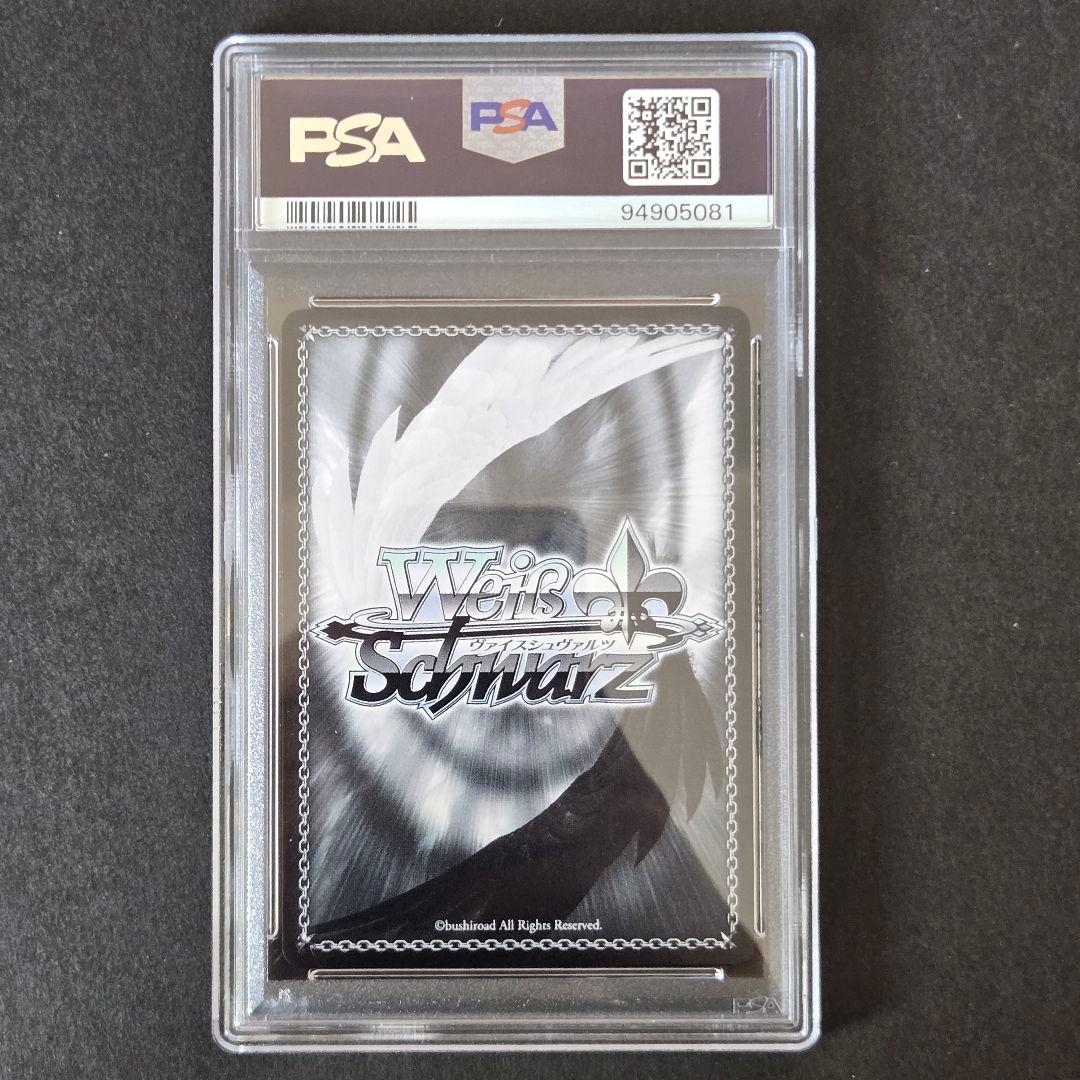 PSA
PSA
94905081
Weiß
ヴァイスシュヴァルツ
Schwarz
©bushiroad All Rights Reserved.
PSA